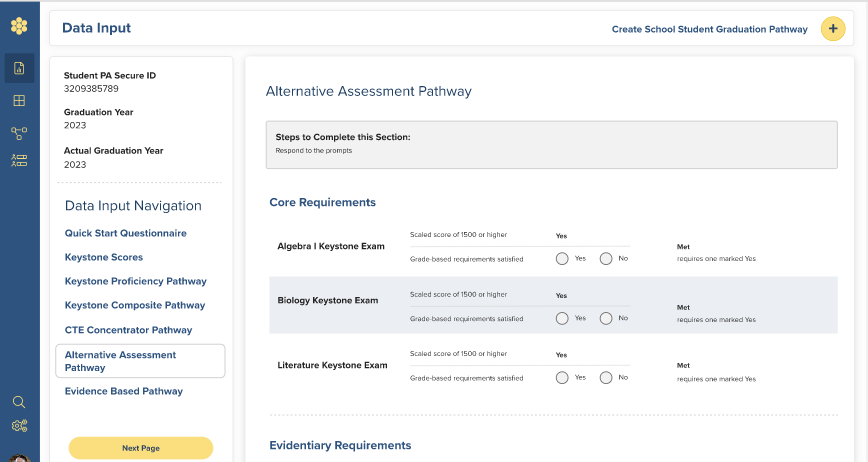 Data Input
Create School Student Graduation Pathway
+
Student PA Secure ID
3209385789
Graduation Year
2023
Actual Graduation Year
2023
Data Input Navigation
Quick Start Questionnaire
Keystone Scores
Keystone Proficiency Pathway
Keystone Composite Pathway
CTE Concentrator Pathway
Alternative Assessment
Pathway
Evidence Based Pathway
Next Page
Alternative Assessment Pathway
Steps to Complete this Section:
Respond to the prompts
Core Requirements
Algebra I Keystone Exam
Scaled score of 1500 or higher Yes
Grade-based requirements satisfied Yes No
Met
requires one marked Yes
Biology Keystone Exam
Scaled score of 1500 or higher Yes
Grade-based requirements satisfied Yes No
Met
requires one marked Yes
Literature Keystone Exam
Scaled score of 1500 or higher Yes
Grade-based requirements satisfied Yes No
Met
requires one marked Yes
Evidentiary Requirements